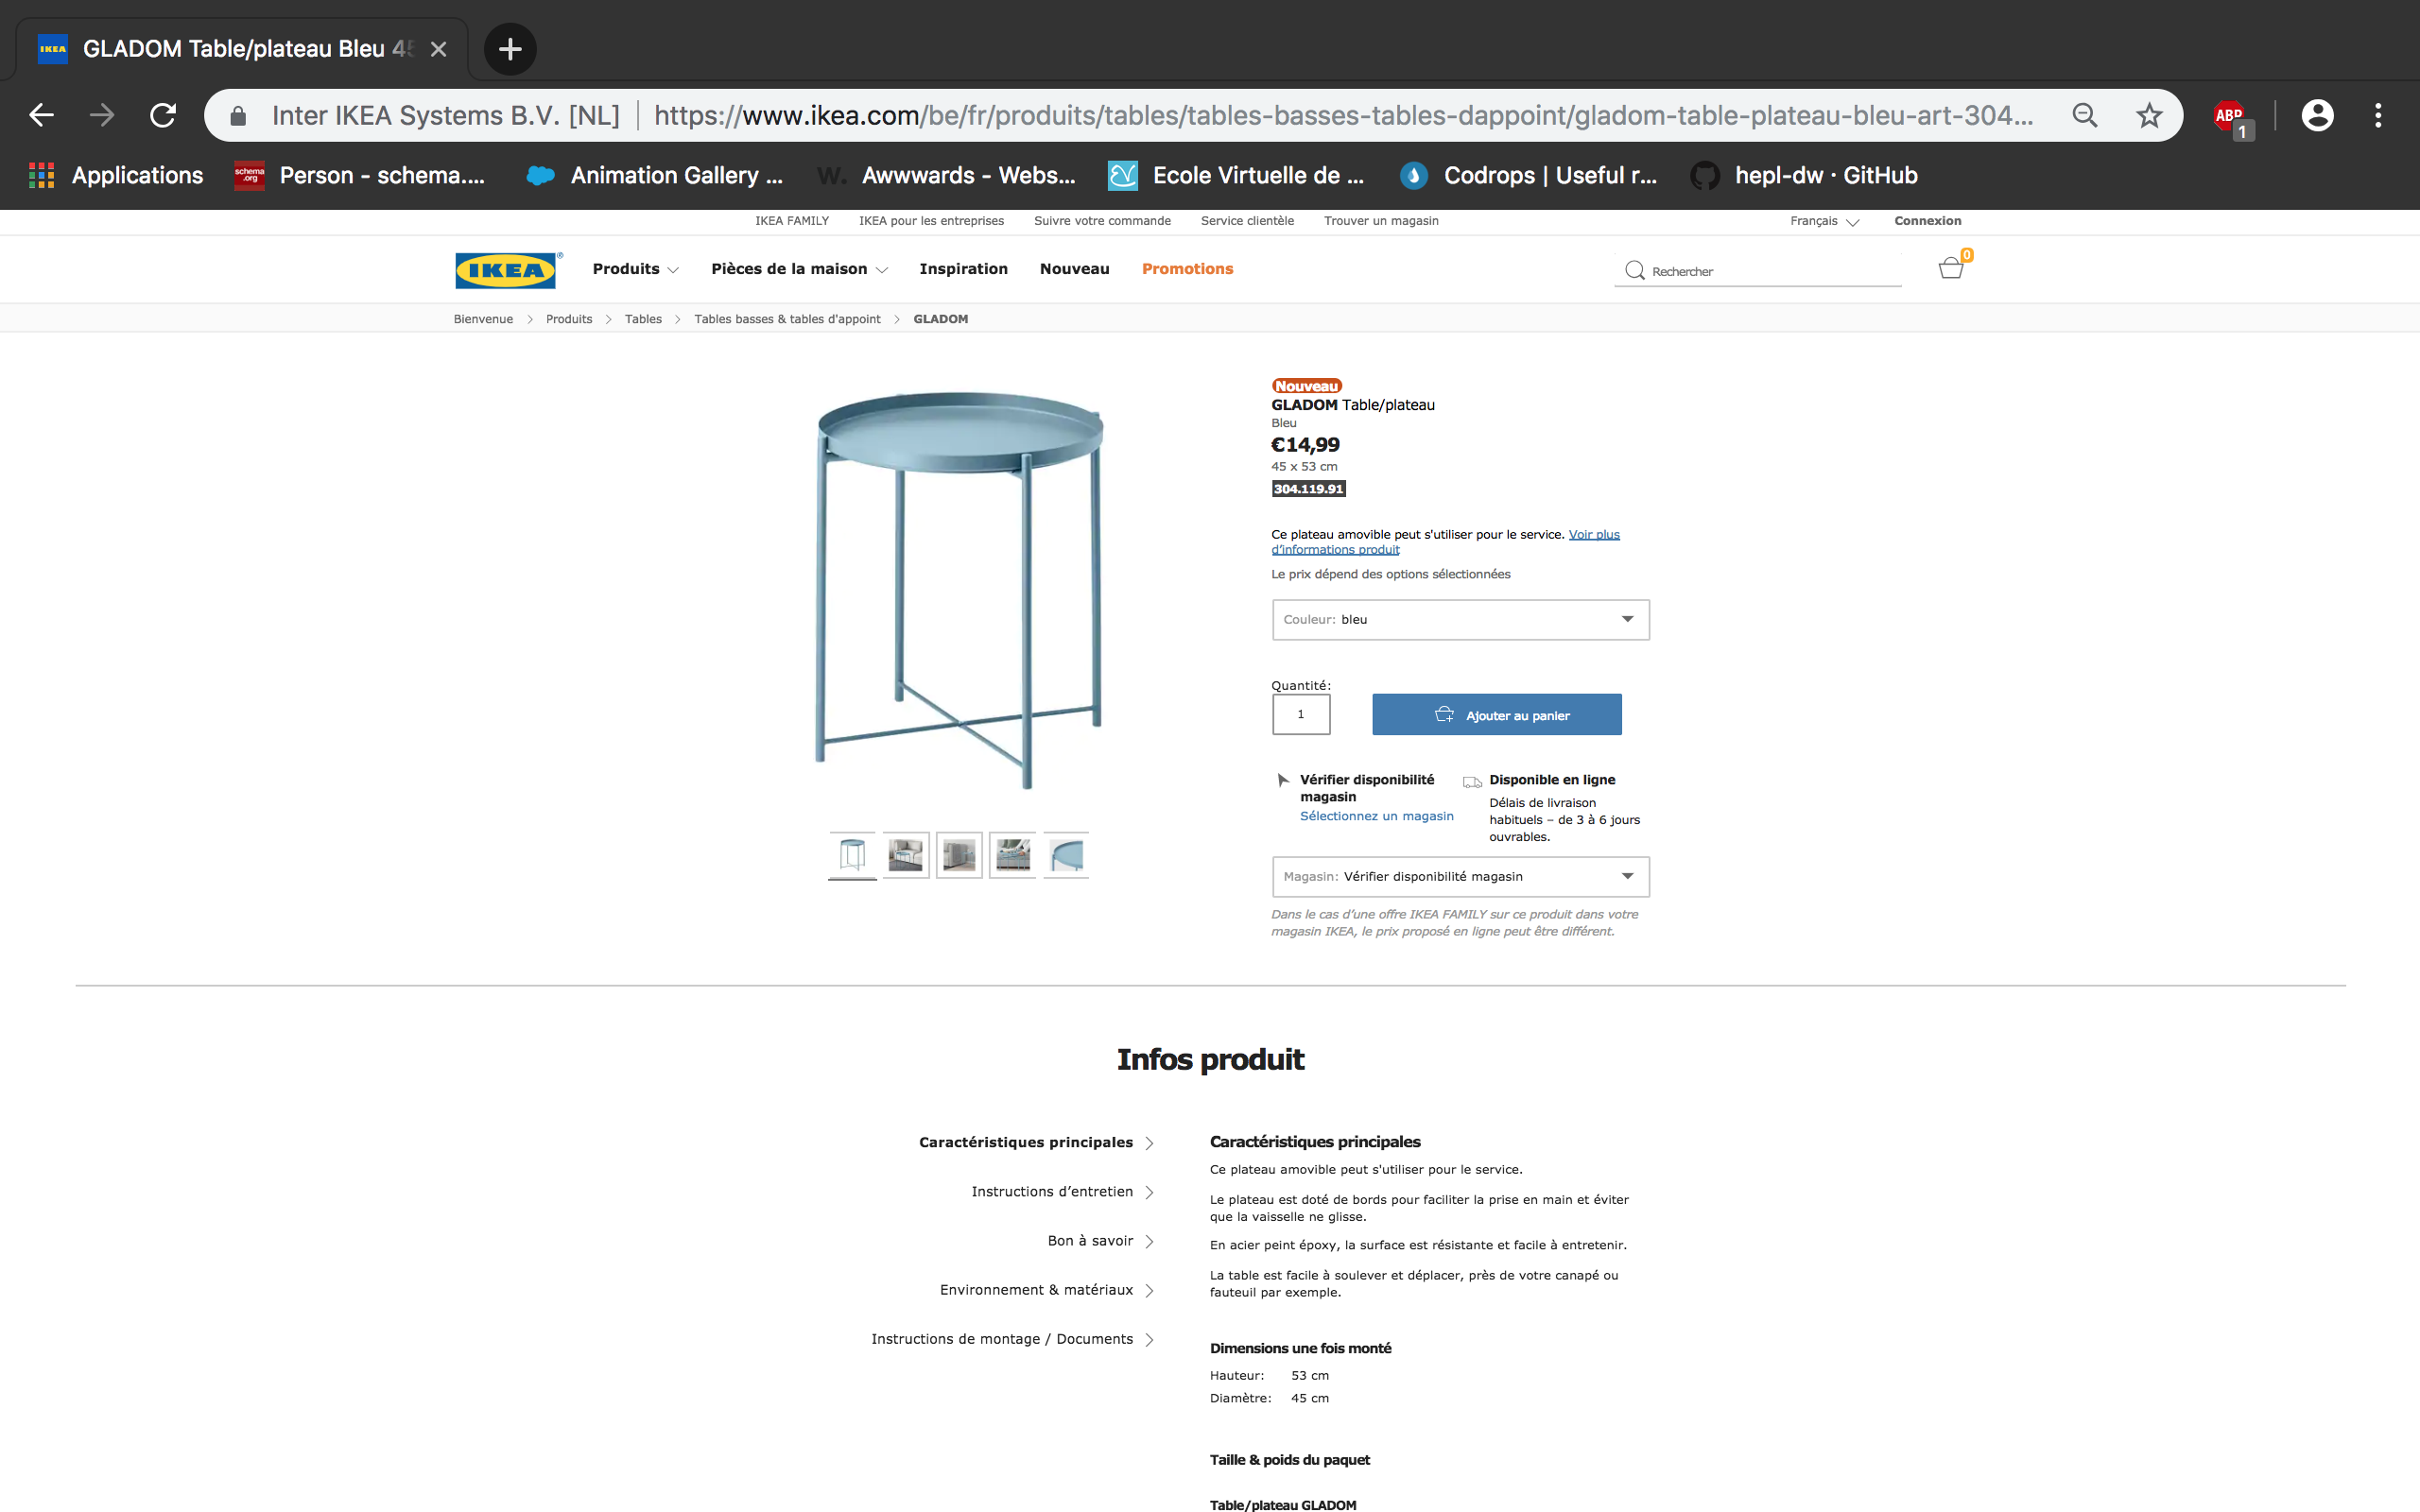 IKEA GLADOM Table/plateau Bleu 45
Inter IKEA Systems B.V. [NL] https://www.ikea.com/be/fr/produits/tables/tables-basses-tables-dappoint/gladom-table-plateau-bleu-art-304... ABP 1
Applications schema.org Person - schema.... Animation Gallery ... W. Awwwards - Webs... Ecole Virtuelle de ... Codrops | Useful r... hepl-dw · GitHub
IKEA FAMILY IKEA pour les entreprises Suivre votre commande Service clientèle Trouver un magasin Français Connexion
IKEA® Produits Pièces de la maison Inspiration Nouveau Promotions Rechercher 0
Bienvenue Produits Tables Tables basses & tables d'appoint GLADOM
Nouveau
GLADOM Table/plateau
Bleu
€14,99
45 x 53 cm
304.119.91
Ce plateau amovible peut s'utiliser pour le service. Voir plus
d'informations produit
Le prix dépend des options sélectionnées
Couleur: bleu
Quantité:
1 Ajouter au panier
Vérifier disponibilité
magasin
Sélectionnez un magasin
Disponible en ligne
Délais de livraison
habituels – de 3 à 6 jours
ouvrables.
Magasin: Vérifier disponibilité magasin
Dans le cas d’une offre IKEA FAMILY sur ce produit dans votre
magasin IKEA, le prix proposé en ligne peut être différent.
Infos produit
Caractéristiques principales
Instructions d’entretien
Bon à savoir
Environnement & matériaux
Instructions de montage / Documents
Caractéristiques principales
Ce plateau amovible peut s'utiliser pour le service.
Le plateau est doté de bords pour faciliter la prise en main et éviter
que la vaisselle ne glisse.
En acier peint époxy, la surface est résistante et facile à entretenir.
La table est facile à soulever et déplacer, près de votre canapé ou
fauteuil par exemple.
Dimensions une fois monté
Hauteur: 53 cm
Diamètre: 45 cm
Taille & poids du paquet
Table/plateau GLADOM